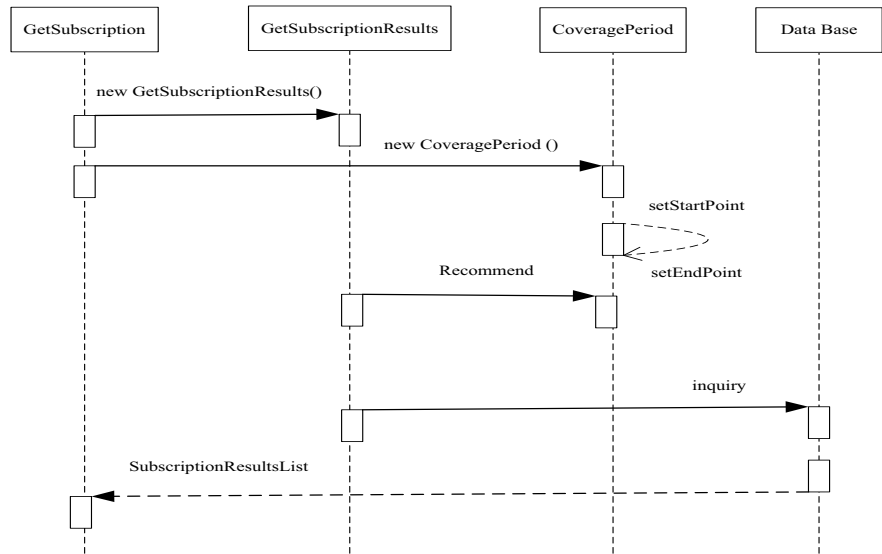 GetSubscription
GetSubscriptionResults
CoveragePeriod
Data Base
new GetSubscriptionResults()
new CoveragePeriod ()
setStartPoint
setEndPoint
Recommend
inquiry
SubscriptionResultsList